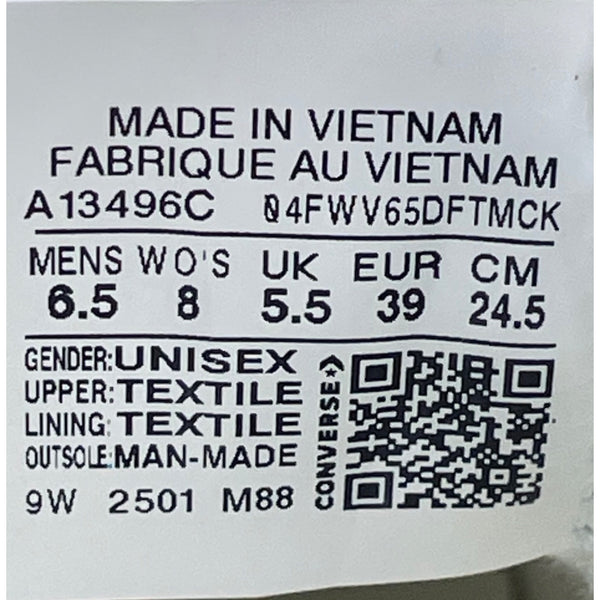 MADE IN VIETNAM
FABRIQUE AU VIETNAM
A13496C 04FWV65DFTMCK
MENS WO'S UK EUR CM
6.5 8 5.5 39 24.5
GENDER:UNISEX
UPPER:TEXTILE
LINING:TEXTILE
OUTSOLE:MAN-MADE
9W 2501 M88
CONVERSE